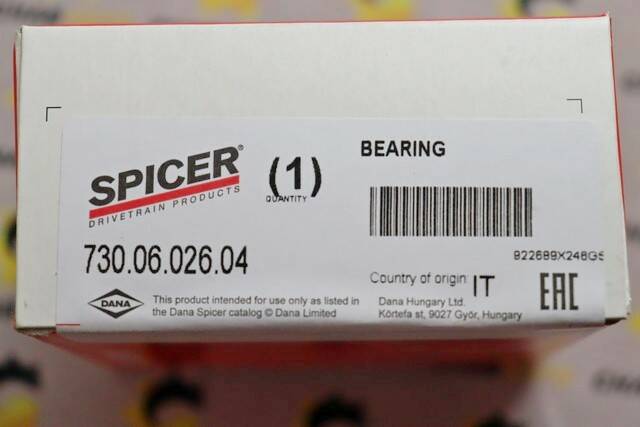 SPICER®
DRIVETRAIN PRODUCTS
(1)
QUANTITY
BEARING
730.06.026.04
922689X246GS
Country of origin IT
EAC
DANA
This product intended for use only as listed in
the Dana Spicer catalog © Dana Limited
Dana Hungary Ltd.
Körtefa st, 9027 Győr, Hungary